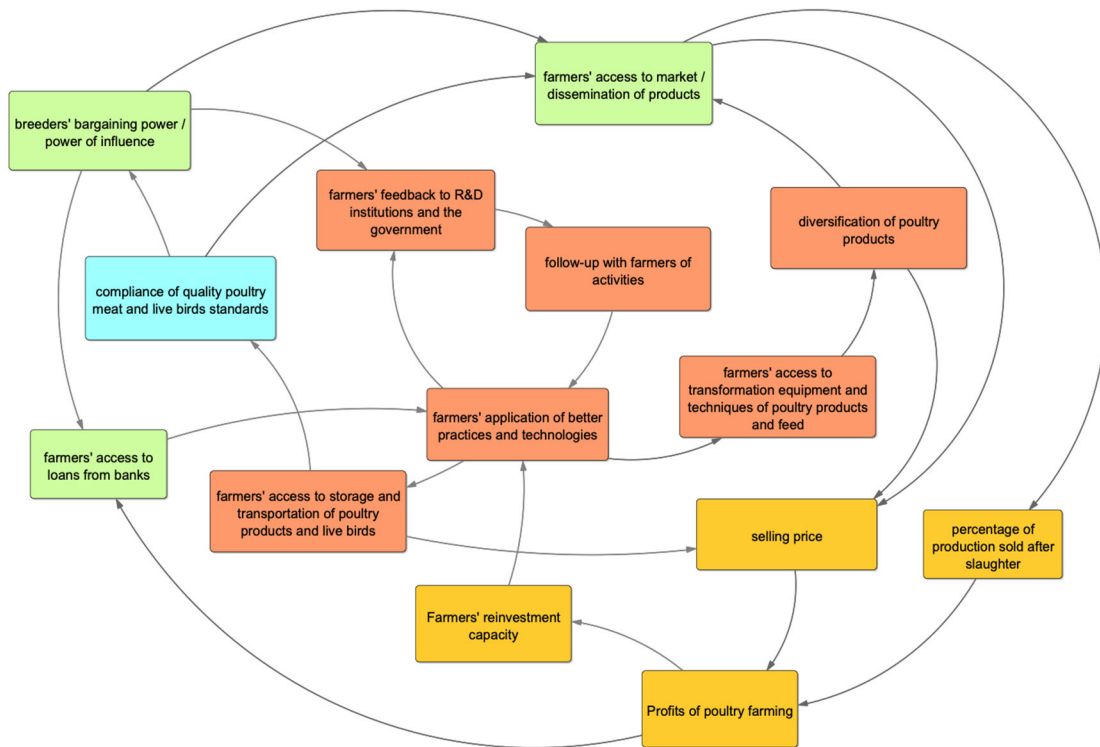 farmers' access to market /
dissemination of products
breeders' bargaining power /
power of influence
farmers' feedback to R&D
institutions and the
government
diversification of poultry
products
follow-up with farmers of
activities
compliance of quality poultry
meat and live birds standards
farmers' access to
transformation equipment and
techniques of poultry products
and feed
farmers' application of better
practices and technologies
farmers' access to
loans from banks
farmers' access to storage and
transportation of poultry
products and live birds
selling price
percentage of
production sold after
slaughter
Farmers' reinvestment
capacity
Profits of poultry farming